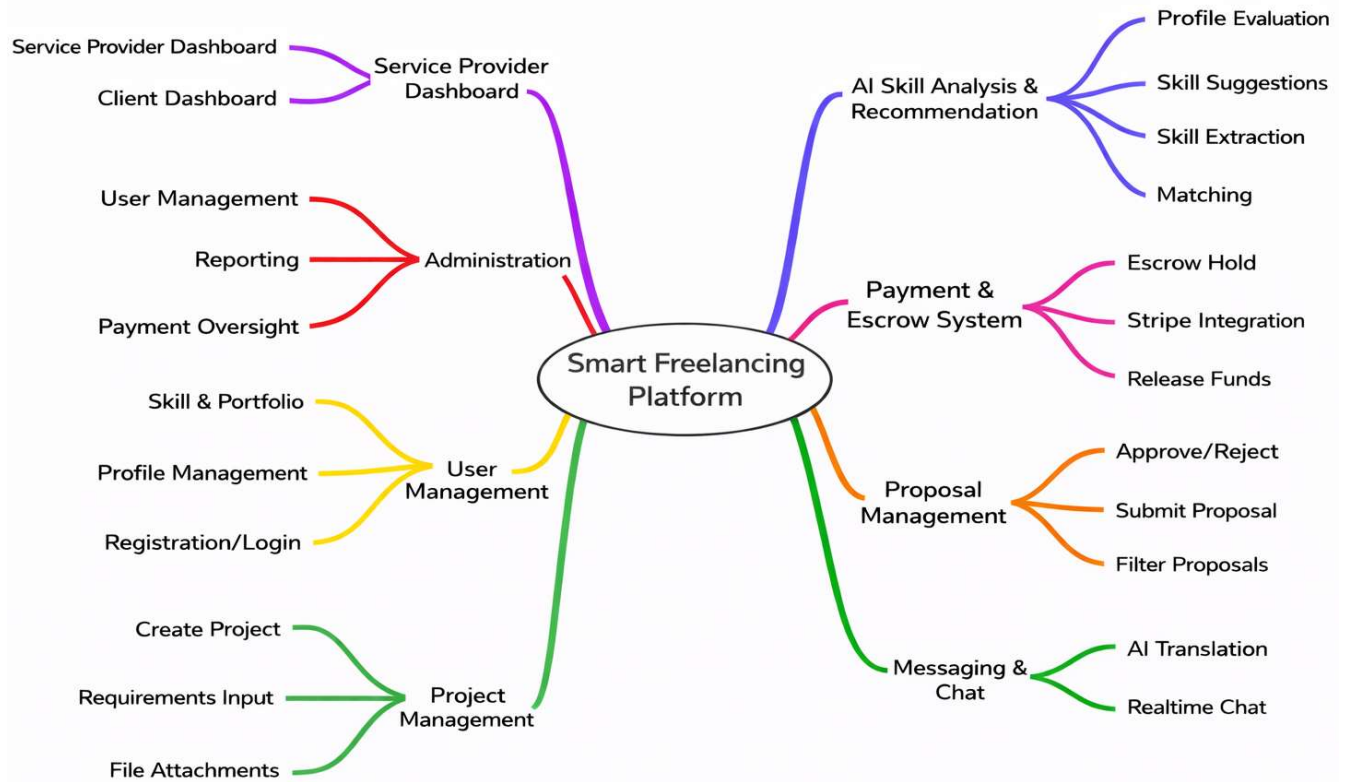 Smart Freelancing
Platform
Service Provider
Dashboard
Service Provider Dashboard
Client Dashboard
Administration
User Management
Reporting
Payment Oversight
User
Management
Skill & Portfolio
Profile Management
Registration/Login
Project
Management
Create Project
Requirements Input
File Attachments
AI Skill Analysis &
Recommendation
Profile Evaluation
Skill Suggestions
Skill Extraction
Matching
Payment &
Escrow System
Escrow Hold
Stripe Integration
Release Funds
Proposal
Management
Approve/Reject
Submit Proposal
Filter Proposals
Messaging &
Chat
AI Translation
Realtime Chat